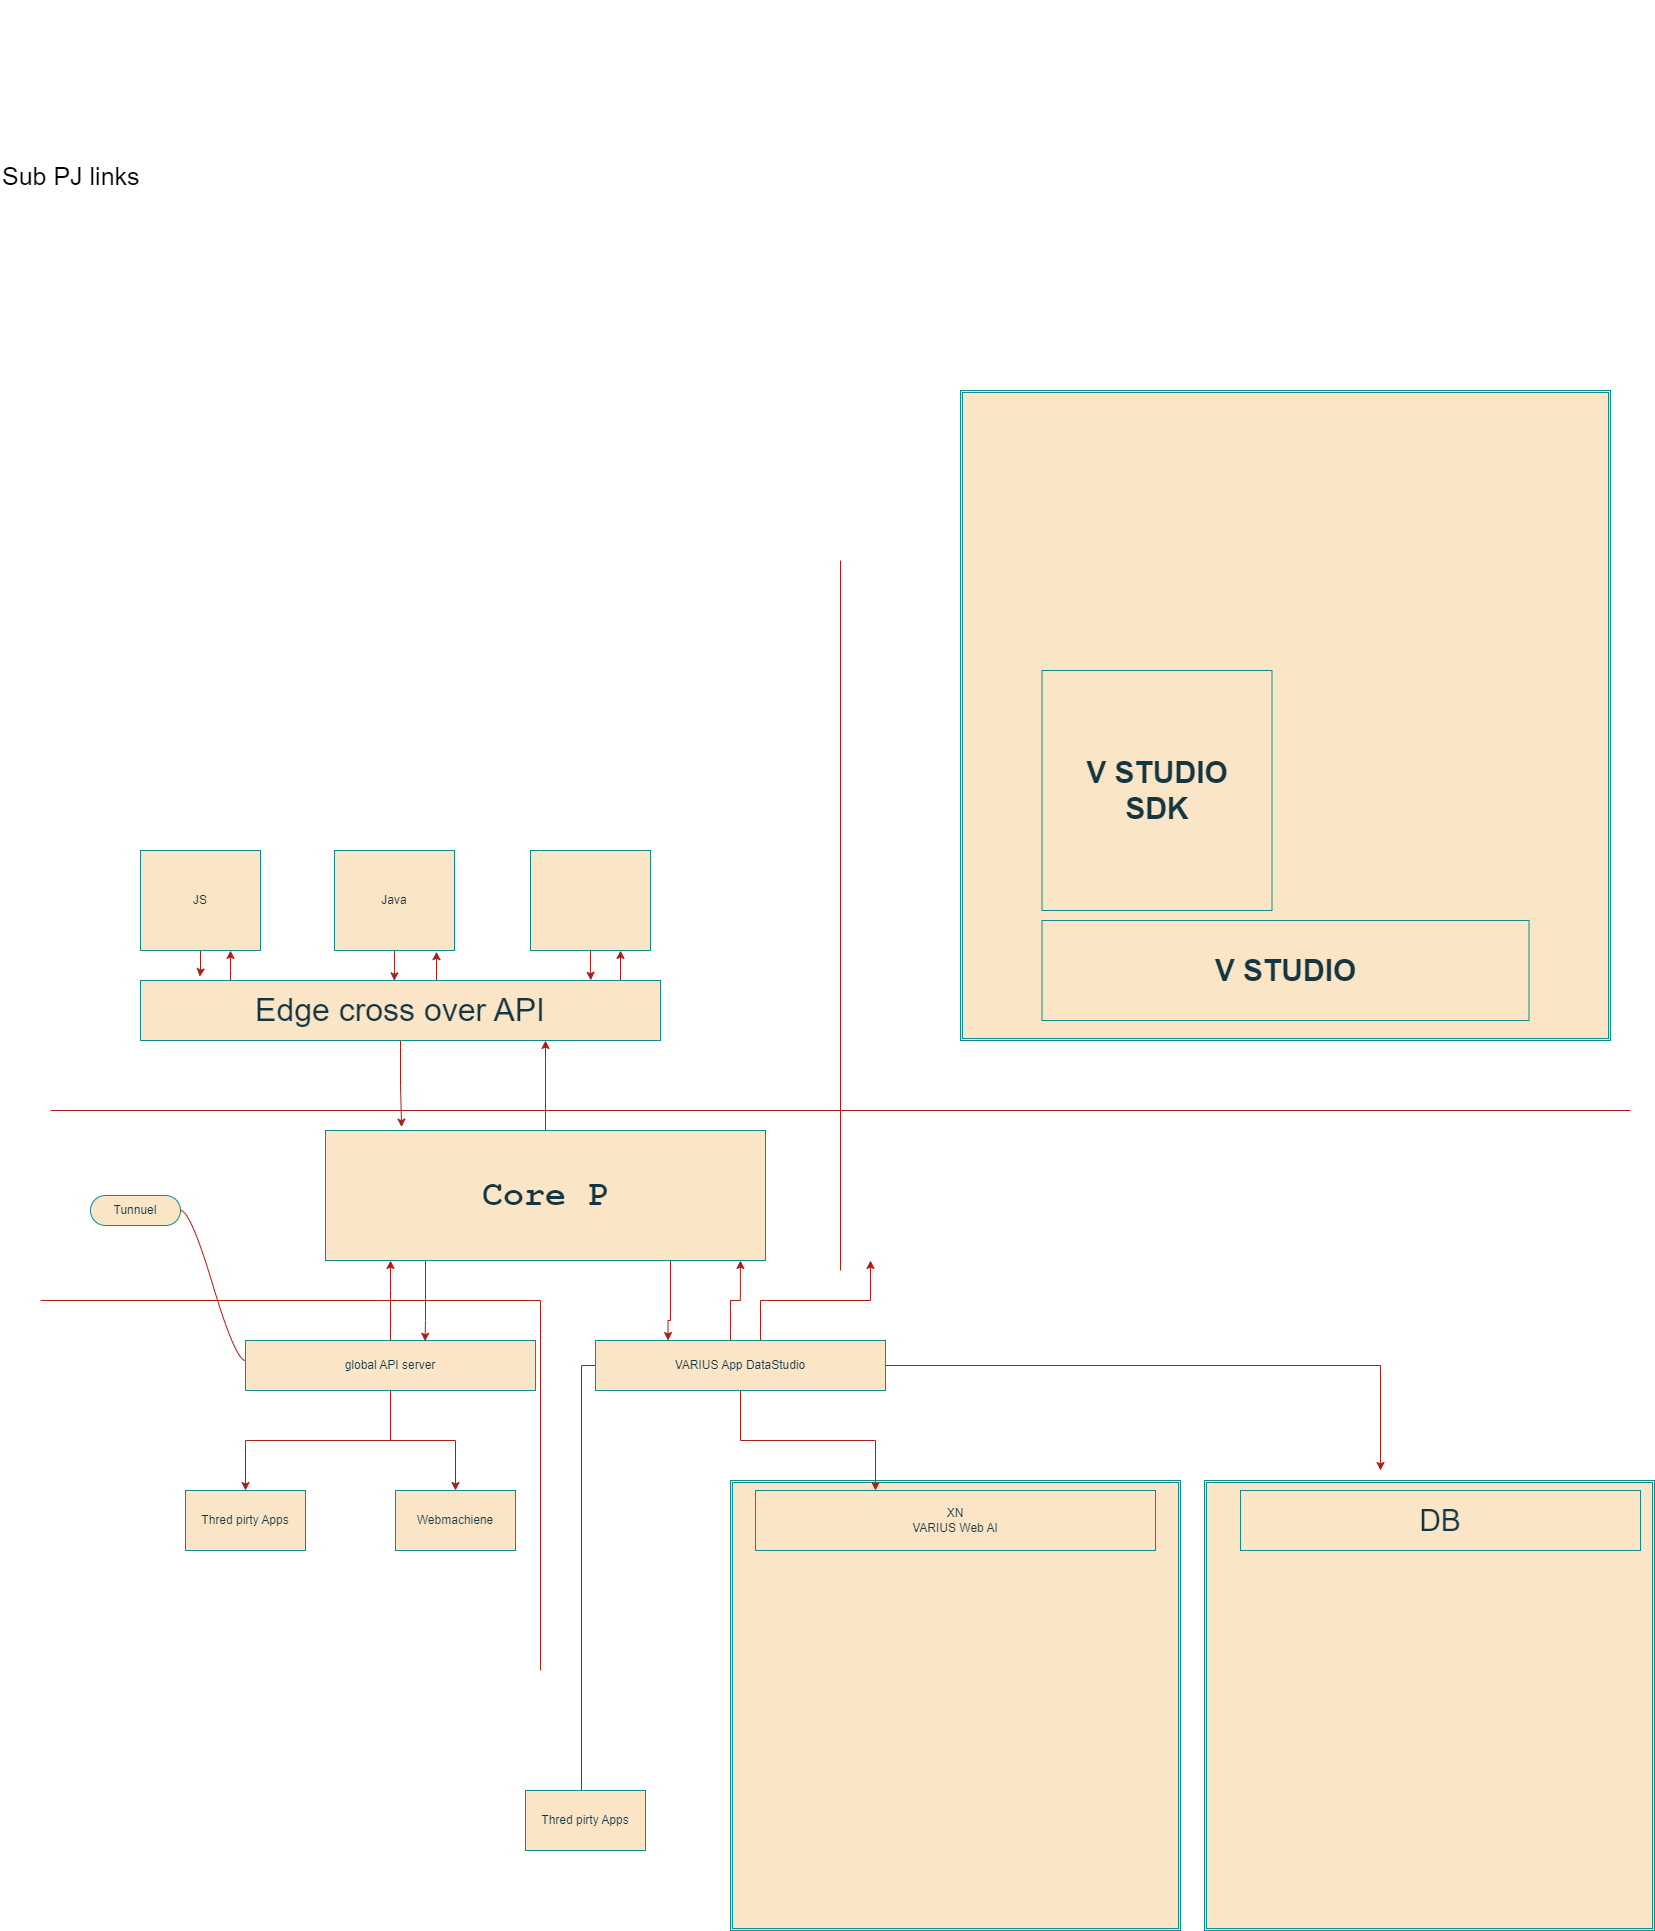 Sub PJ links
V STUDIO
SDK
JS
Java
V STUDIO
Edge cross over API
Core P
Tunnuel
global API server
VARIUS App DataStudio
Thred pirty Apps
Webmachiene
XN
VARIUS Web AI
DB
Thred pirty Apps